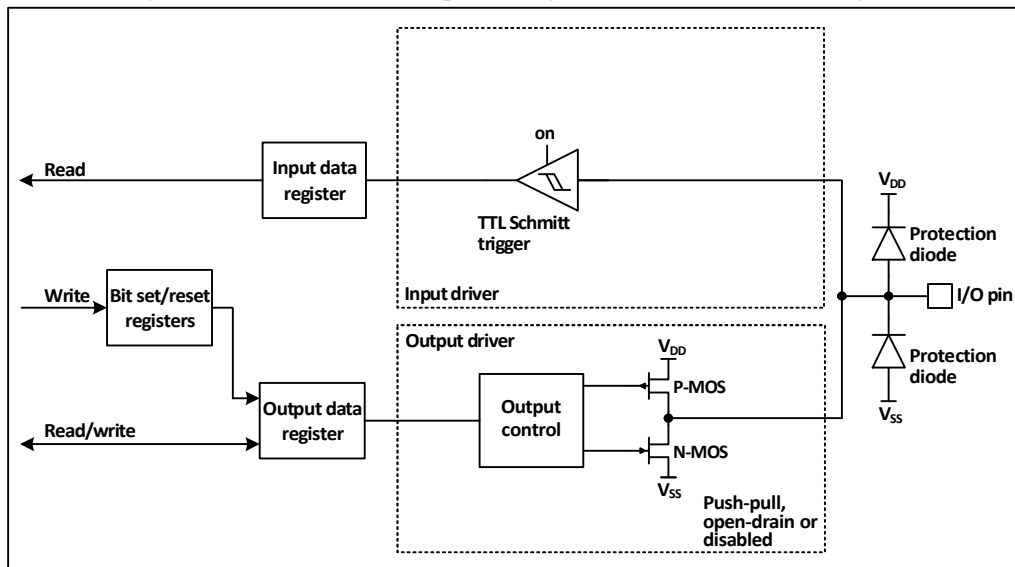 on
Read
Input data
register
TTL Schmitt
trigger
VDD
Protection
diode
Write
Bit set/reset
registers
Input driver
I/O pin
Output driver
VDD
P-MOS
Protection
diode
Output data
register
Output
control
Read/write
N-MOS
VSS
VSS
Push-pull,
open-drain or
disabled